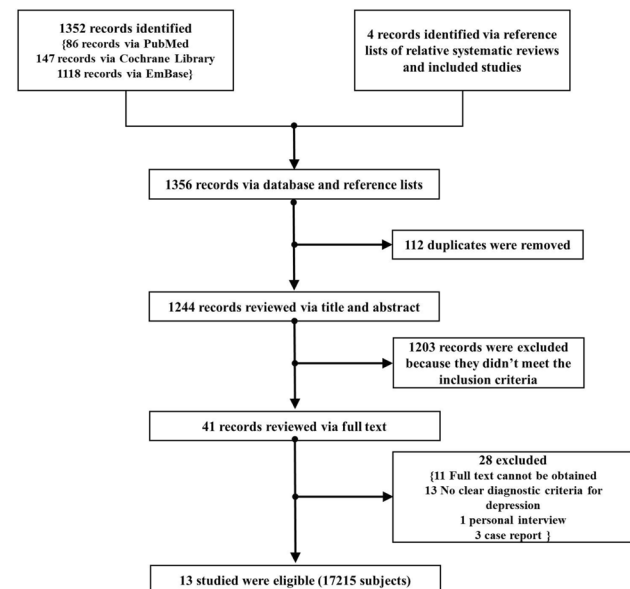 1352 records identified
{86 records via PubMed
147 records via Cochrane Library
1118 records via EmBase}
4 records identified via reference
lists of relative systematic reviews
and included studies
1356 records via database and reference lists
112 duplicates were removed
1244 records reviewed via title and abstract
1203 records were excluded
because they didn't meet the
inclusion criteria
41 records reviewed via full text
28 excluded
{11 Full text cannot be obtained
13 No clear diagnostic criteria for
depression
1 personal interview
3 case report }
13 studied were eligible (17215 subjects)